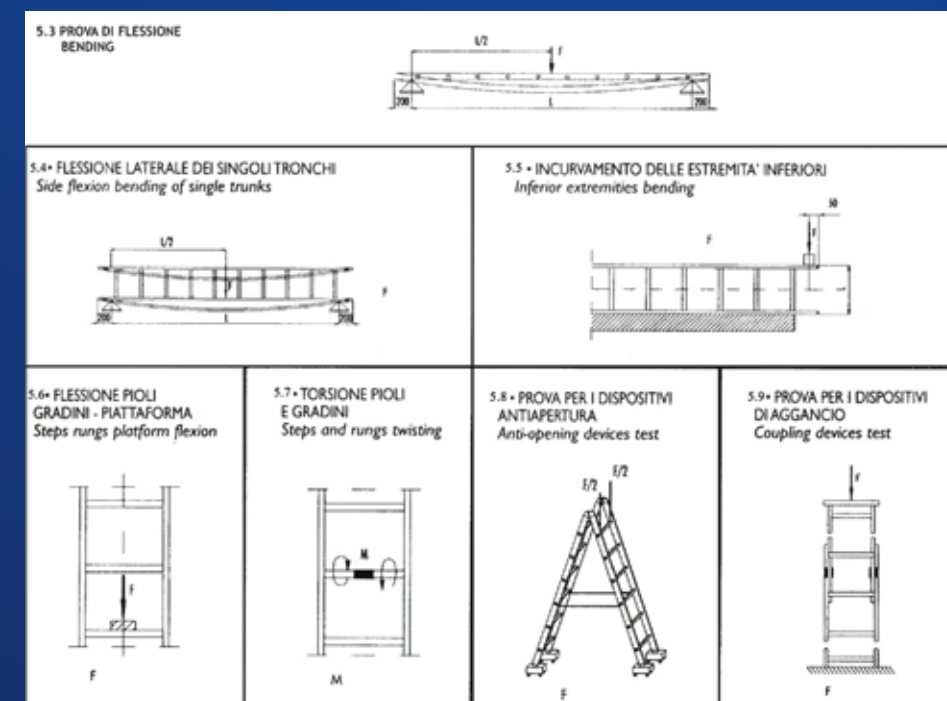 5.3 PROVA DI FLESSIONE
BENDING
L/2
F
200
L
200
5.4• FLESSIONE LATERALE DEI SINGOLI TRONCHI
Side flexion bending of single trunks
L/2
F
F
200
L
200
5.5 • INCURVAMENTO DELLE ESTREMITA' INFERIORI
Inferior extremities bending
50
F
F
5.6• FLESSIONE PIOLI
GRADINI - PIATTAFORMA
Steps rungs platform flexion
F
F
5.7• TORSIONE PIOLI
E GRADINI
Steps and rungs twisting
M
M
5.8 • PROVA PER I DISPOSITIVI
ANTIAPERTURA
Anti-opening devices test
F/2
F/2
F
5.9• PROVA PER I DISPOSITIVI
DI AGGANCIO
Coupling devices test
F
F